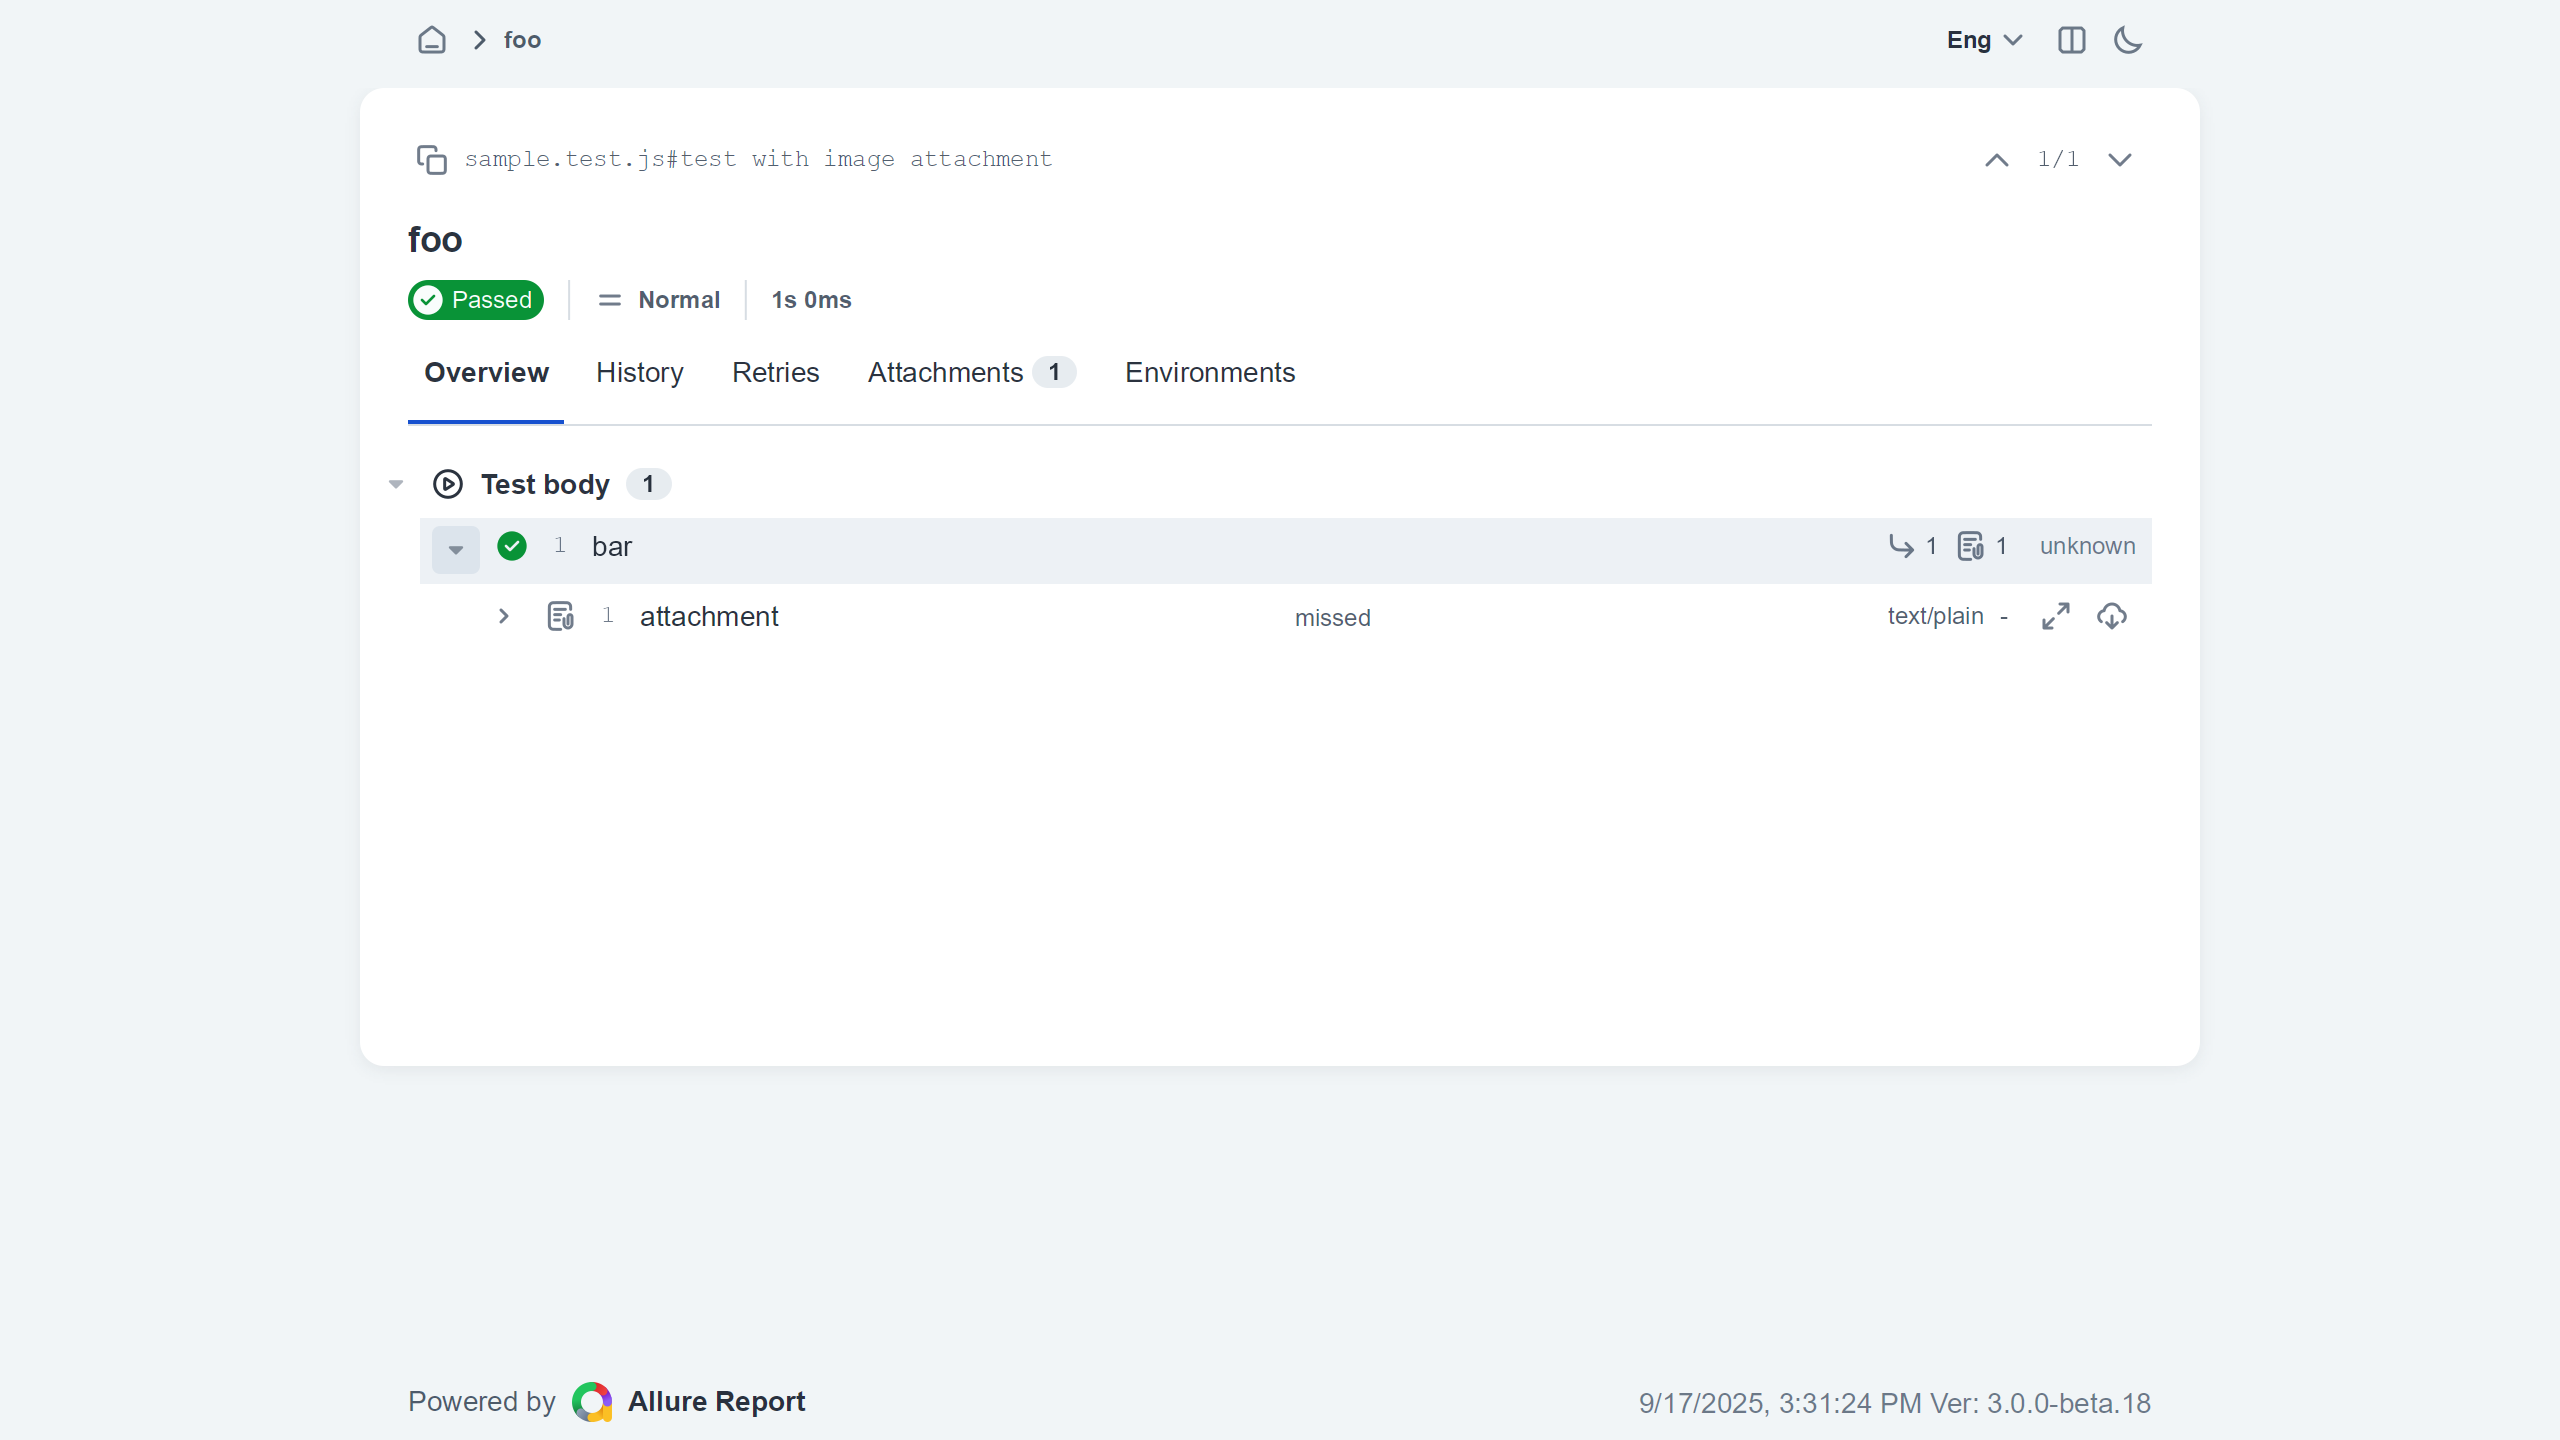 foo
Eng
sample.test.js#test with image attachment
1/1
foo
Passed Normal 1s 0ms
Overview History Retries Attachments 1 Environments
Test body 1
1 bar 1 1 unknown
1 attachment missed text/plain -
Powered by Allure Report
9/17/2025, 3:31:24 PM Ver: 3.0.0-beta.18